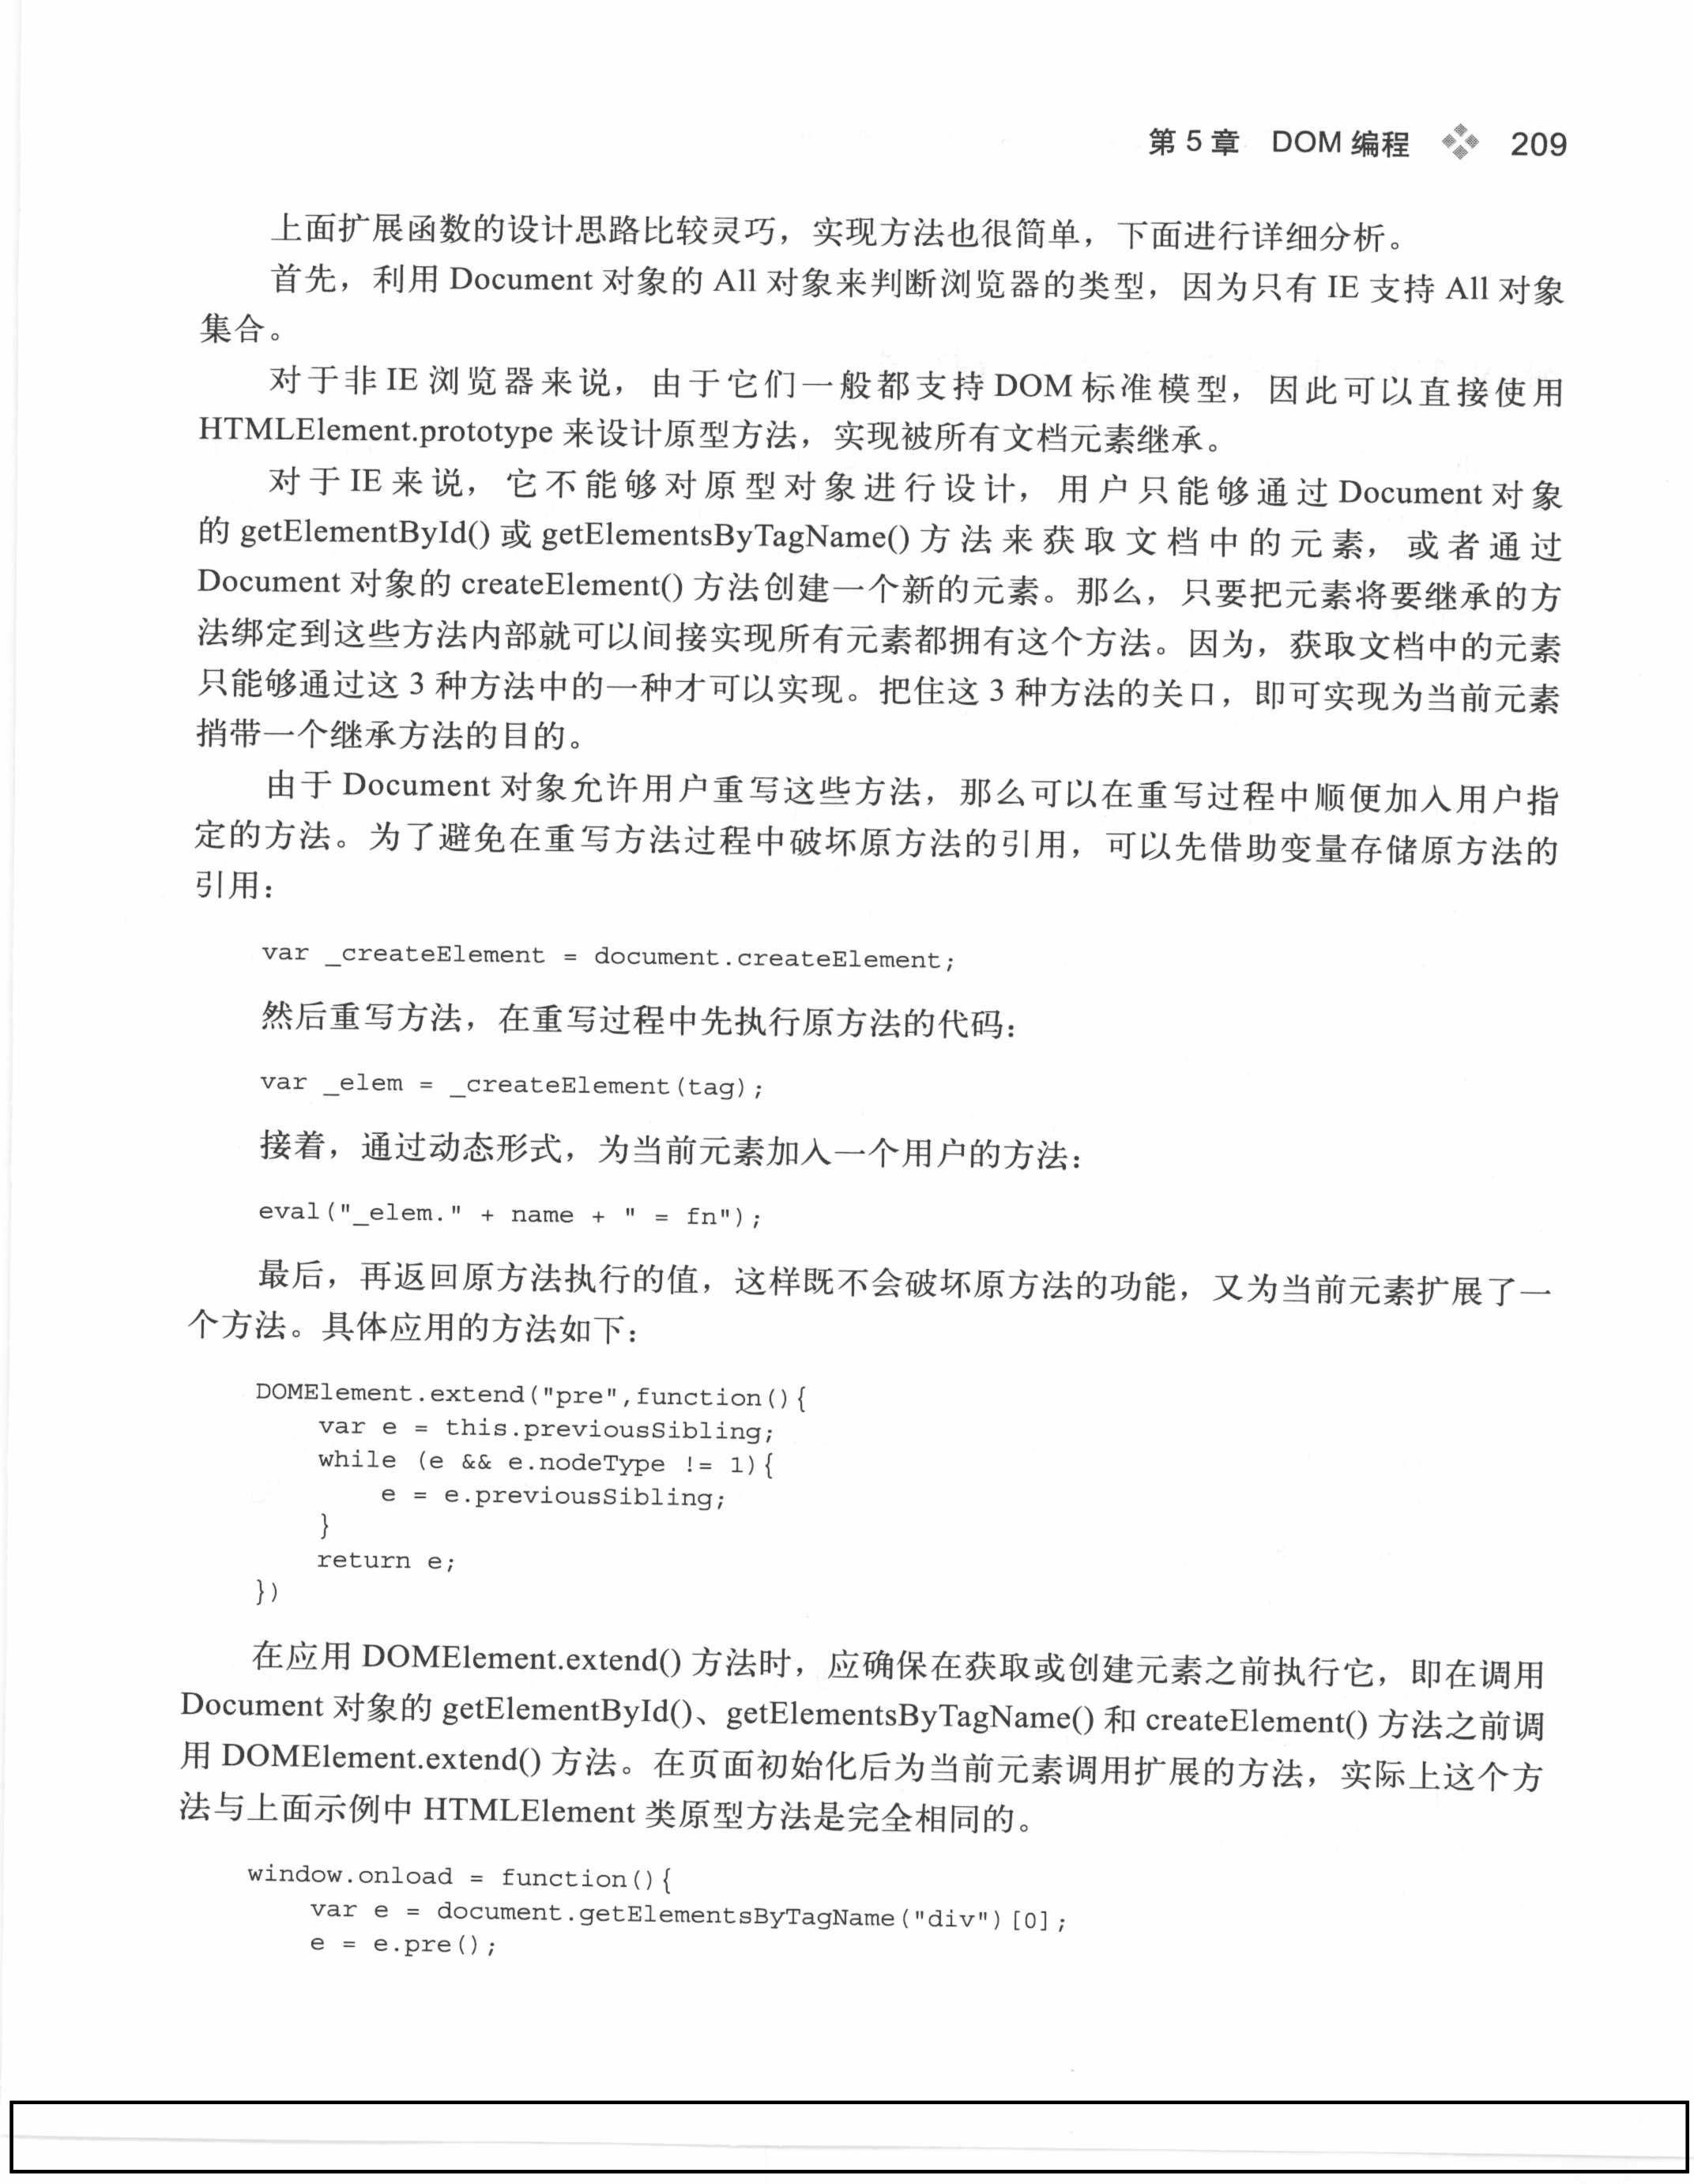 第 5 章 DOM 编程 209
上面扩展函数的设计思路比较灵巧，实现方法也很简单，下面进行详细分析。
首先，利用 Document 对象的 All 对象来判断浏览器的类型，因为只有 IE 支持 All 对象
集合。
对于非 IE 浏览器来说，由于它们一般都支持 DOM 标准模型，因此可以直接使用
HTMLElement.prototype 来设计原型方法，实现被所有文档元素继承。
对于 IE 来说，它不能够对原型对象进行设计，用户只能够通过 Document 对象
的 getElementById() 或 getElementsByTagName() 方法来获取文档中的元素，或者通过
Document 对象的 createElement() 方法创建一个新的元素。那么，只要把元素将要继承的方
法绑定到这些方法内部就可以间接实现所有元素都拥有这个方法。因为，获取文档中的元素
只能够通过这 3 种方法中的一种才可以实现。把住这 3 种方法的关口，即可实现为当前元素
捎带一个继承方法的目的。
由于 Document 对象允许用户重写这些方法，那么可以在重写过程中顺便加入用户指
定的方法。为了避免在重写方法过程中破坏原方法的引用，可以先借助变量存储原方法的
引用：
var _createElement = document.createElement;
然后重写方法，在重写过程中先执行原方法的代码：
var _elem = _createElement(tag);
接着，通过动态形式，为当前元素加入一个用户的方法：
eval("_elem." + name + " = fn");
最后，再返回原方法执行的值，这样既不会破坏原方法的功能，又为当前元素扩展了一
个方法。具体应用的方法如下：
DOMElement.extend("pre",function(){
var e = this.previousSibling;
while (e && e.nodeType != 1){
e = e.previousSibling;
}
return e;
})
在应用 DOMElement.extend() 方法时，应确保在获取或创建元素之前执行它，即在调用
Document 对象的 getElementById()、getElementsByTagName() 和 createElement() 方法之前调
用 DOMElement.extend() 方法。在页面初始化后为当前元素调用扩展的方法，实际上这个方
法与上面示例中 HTMLElement 类原型方法是完全相同的。
window.onload = function(){
var e = document.getElementsByTagName("div")[0];
e = e.pre();